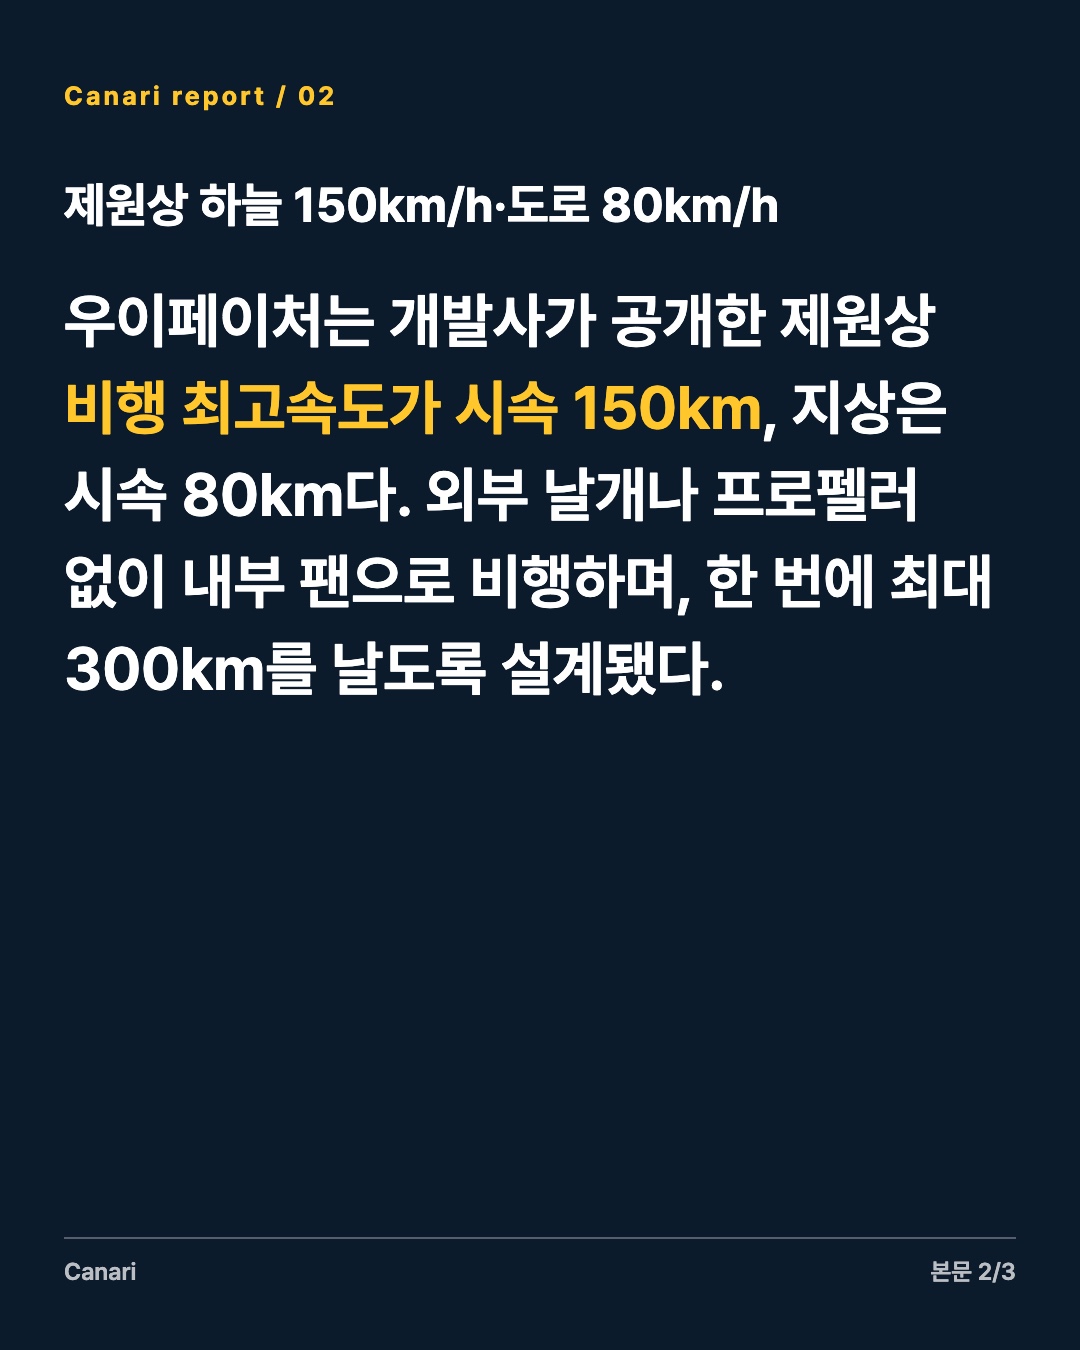 Canari report / 02
제원상 하늘 150km/h·도로 80km/h
우이페이처는 개발사가 공개한 제원상
비행 최고속도가 시속 150km, 지상은
시속 80km다. 외부 날개나 프로펠러
없이 내부 팬으로 비행하며, 한 번에 최대
300km를 날도록 설계됐다.
Canari
본문 2/3